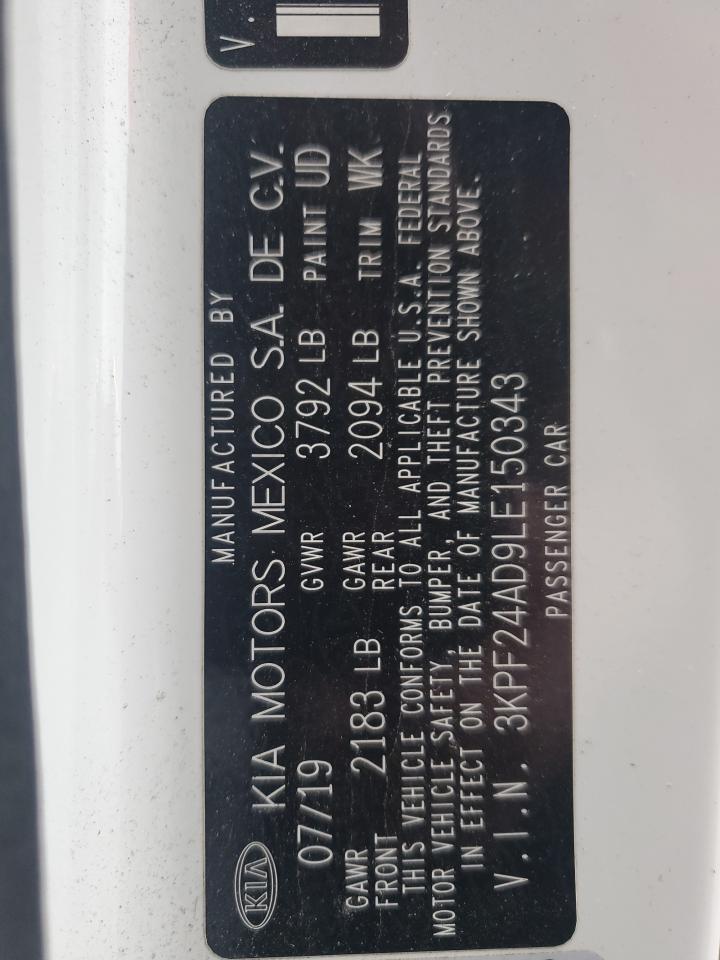 V.
MANUFACTURED BY
KIA KIA MOTORS MEXICO S.A. DE C.V.
07/19 GVWR 3792 LB PAINT UD
GAWR FRONT 2183 LB GAWR REAR 2094 LB TRIM WK
THIS VEHICLE CONFORMS TO ALL APPLICABLE U.S.A. FEDERAL
MOTOR VEHICLE SAFETY, BUMPER, AND THEFT PREVENTION STANDARDS
IN EFFECT ON THE DATE OF MANUFACTURE SHOWN ABOVE.
V.I.N. 3KPF24AD9LE150343
PASSENGER CAR